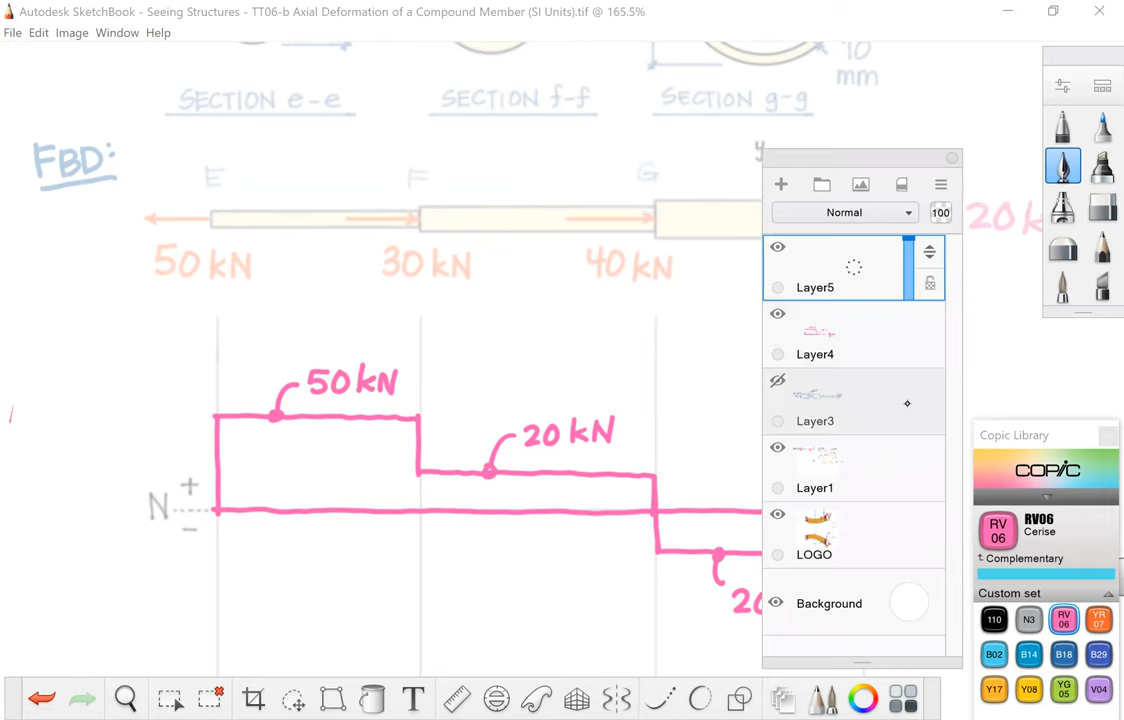 Autodesk SketchBook - Seeing Structures - TT06-b Axial Deformation of a Compound Member (SI Units).tif @ 165.5%
File Edit Image Window Help
10
mm
SECTION e-e
SECTION f-f
SECTION g-g
FBD:
E
F
G
y
50 kN
30 kN
40 kN
20 k
Normal
100
Layer5
Layer4
Layer3
Layer1
LOGO
Background
50 kN
20 kN
N + -
20
Copic Library
COPIC
RV
06
RV06
Cerise
Complementary
Custom set
110 N3 RV 06 YR 07
B02 B14 B18 B29
Y17 Y08 YG 05 V04
T